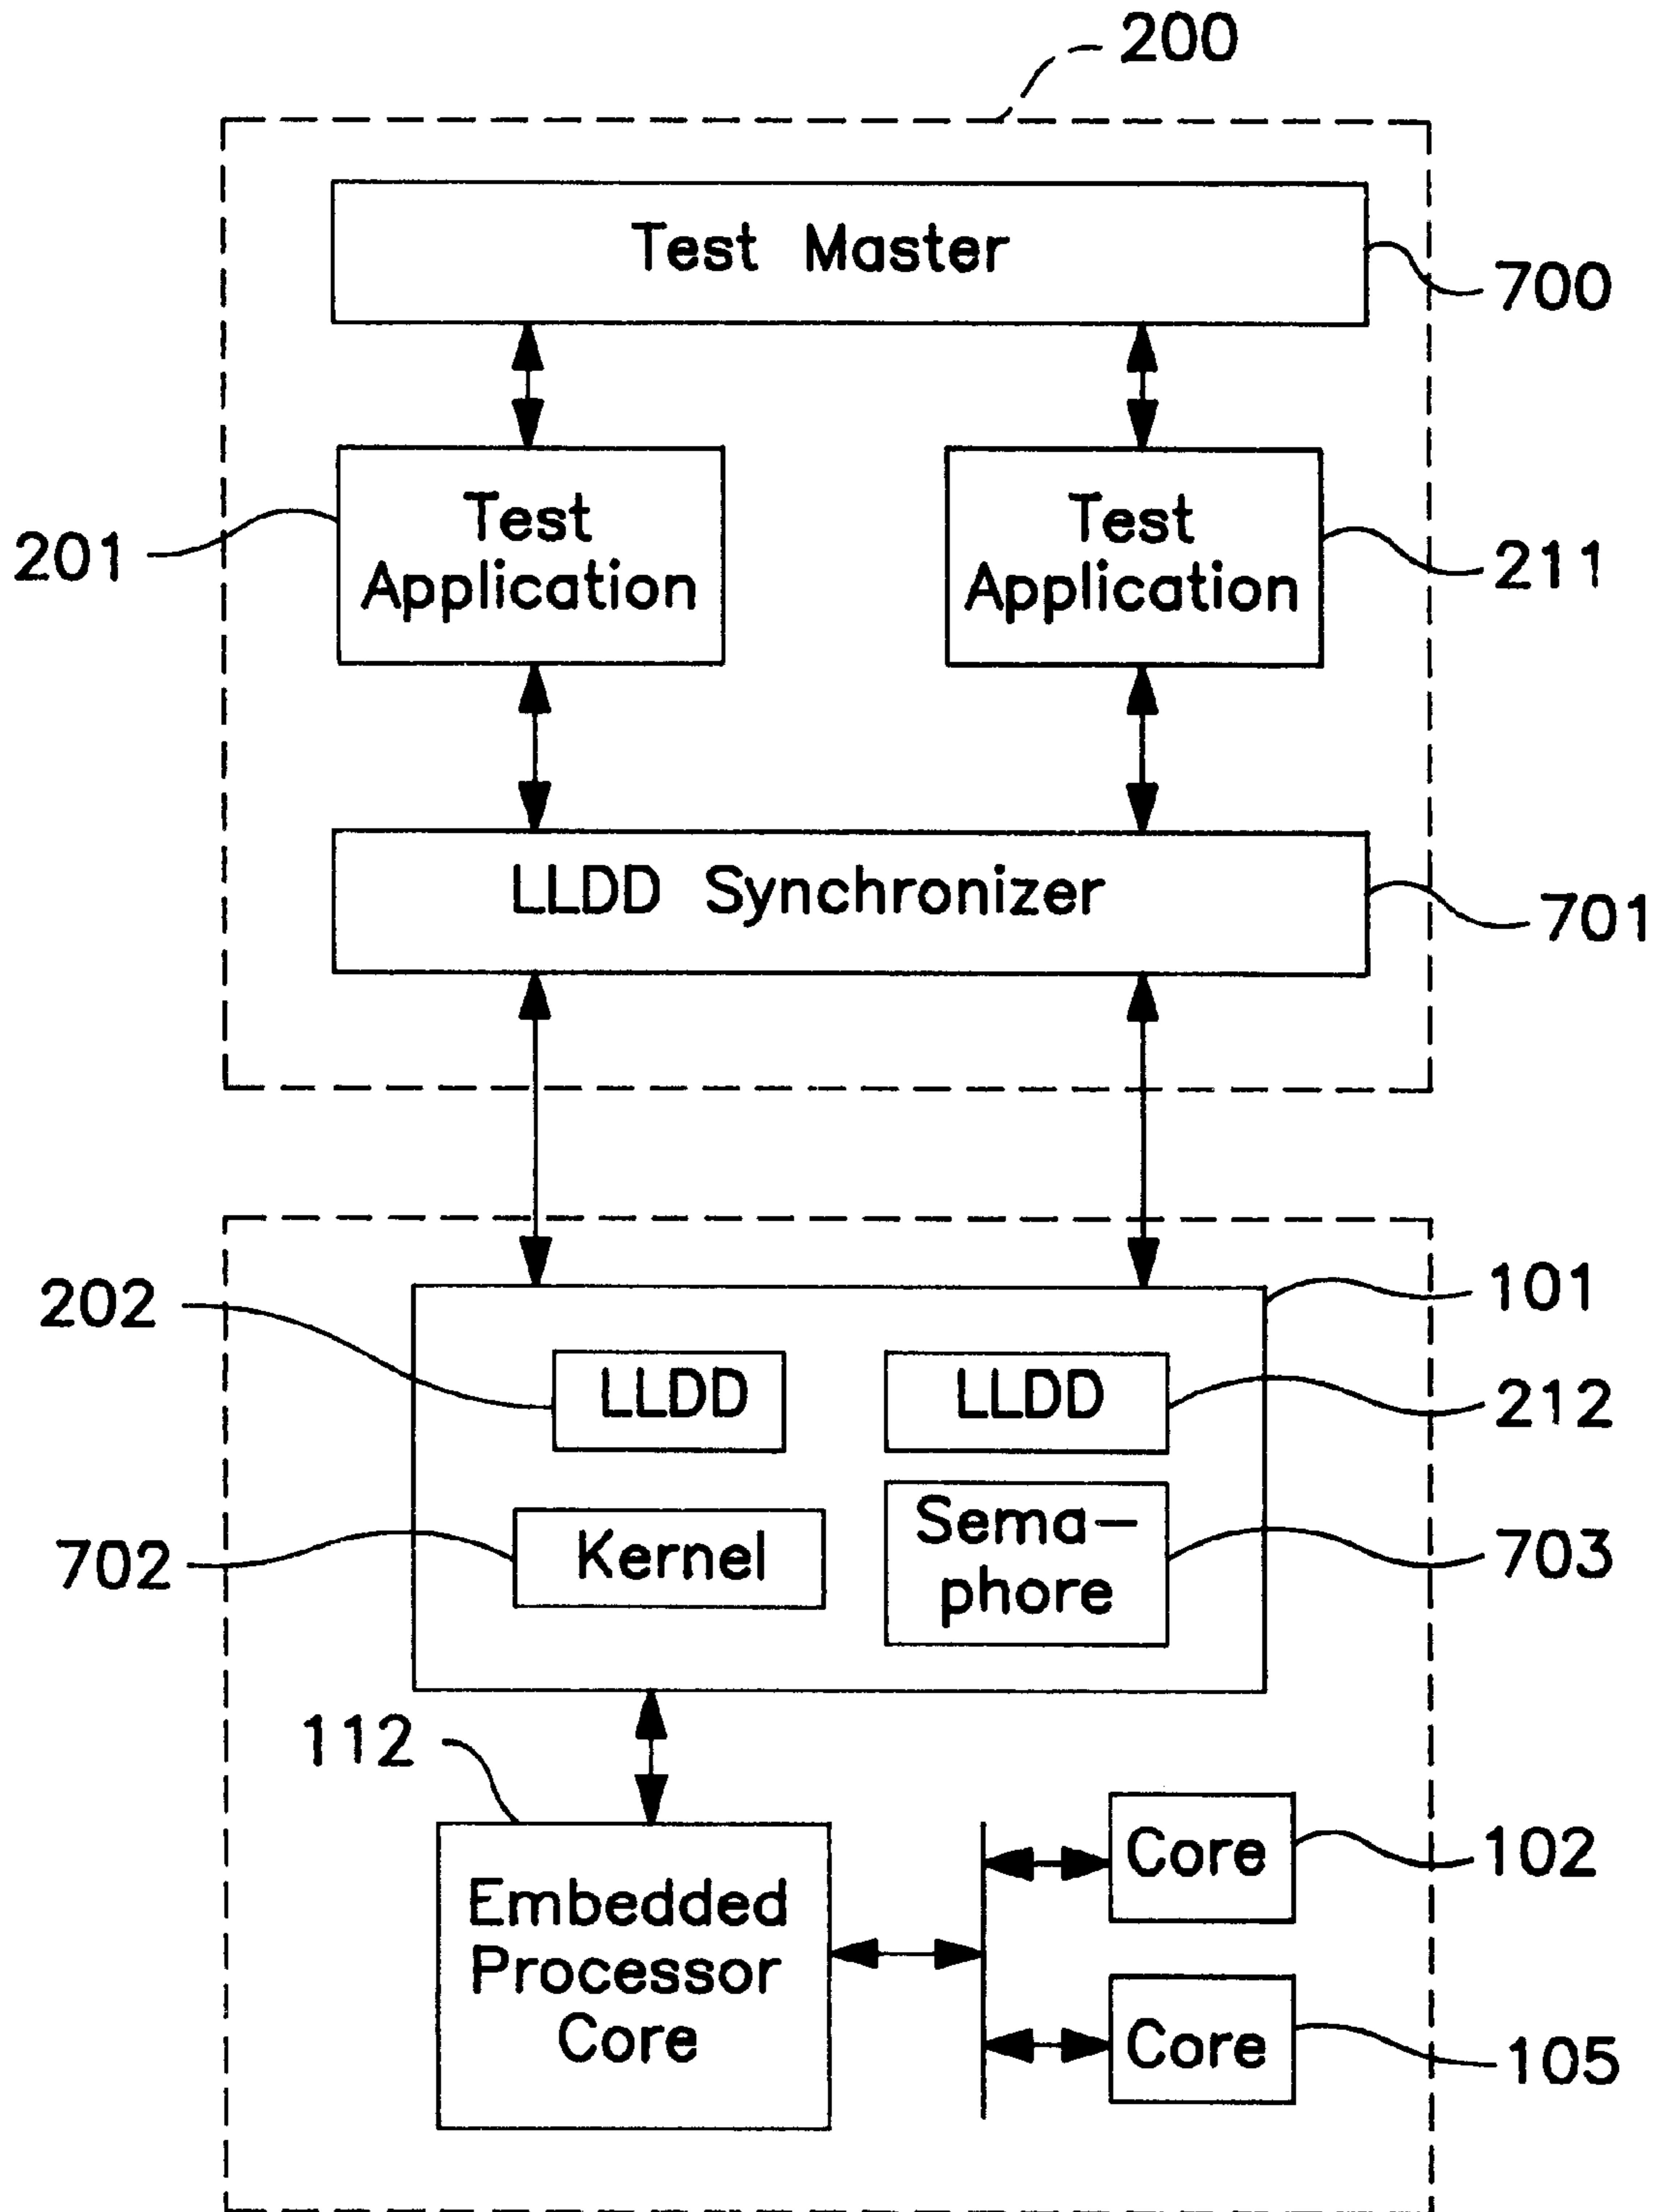 200
Test Master
700
Test
Application
Test
Application
201
211
LLDD Synchronizer
701
101
202
LLDD
LLDD
212
Sema-
phore
702
Kernel
703
112
Embedded
Processor
Core
Core
102
Core
105